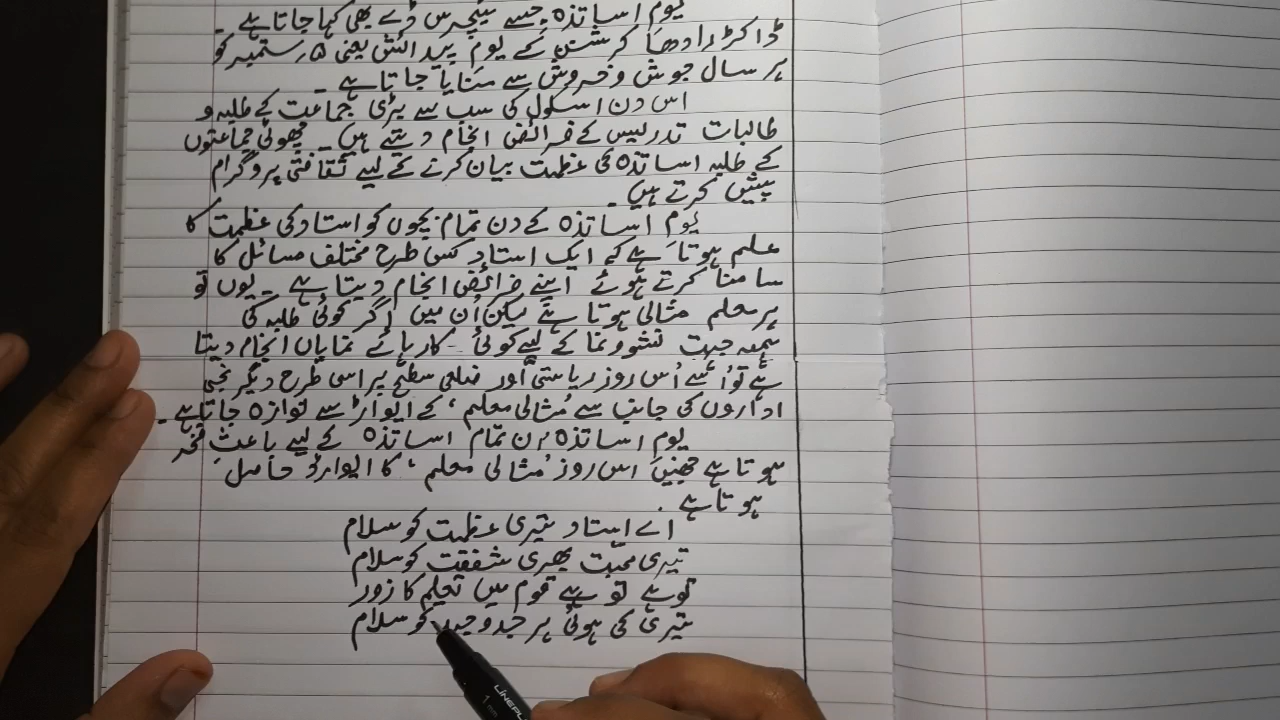 یومِ اساتذہ جسے ٹیچرس ڈے بھی کہا جاتا ہے ۔
ڈاکٹر رادھا کرشنن کے یومِ پیدائش یعنی ۵/ ستمبر کو
ہر سال جوش و خروش سے منایا جاتا ہے ۔
اس دن اسکول کی سب سے بڑی جماعت کے طلبہ و
طالبات تدریس کے فرائض انجام دیتے ہیں ۔ چھوٹی جماعتوں
کے طلبہ اساتذہ کی عظمت بیان کرنے کے لیے ثقافتی پروگرام
پیش کرتے ہیں ۔
یومِ اساتذہ کے دن تمام بچوں کو استاد کی عظمت کا
علم ہوتا ہے کہ ایک استاد کس طرح مختلف مسائل کا
سامنا کرتے ہوئے اپنے فرائض انجام دیتا ہے ۔ یوں تو
ہر معلم مثالی ہوتا ہے لیکن اُن میں اگر کوئی طلبہ کی
ہمہ جہت نشوونما کے لیے کوئی کارہائے نمایاں انجام دیتا
ہے تو اُسے اُس روز ریاستی اور ضلعی سطح پر اسی طرح دیگر نجی
اداروں کی جانب سے 'مثالی معلم' کے ایوارڈ سے نوازہ جاتا ہے ۔
یومِ اساتذہ اُن تمام اساتذہ کے لیے باعثِ فخر
ہوتا ہے جنہیں اس روز 'مثالی معلم' کا ایوارڈ حاصل
ہوتا ہے
اے استاد تیری عظمت کو سلام
تیری محبّت بھری شفقت کو سلام
تو ہے تو ہے قوم میں تعلیم کا زور
تیری کی ہوئی ہر جدوجہد کو سلام
LINEPLUS